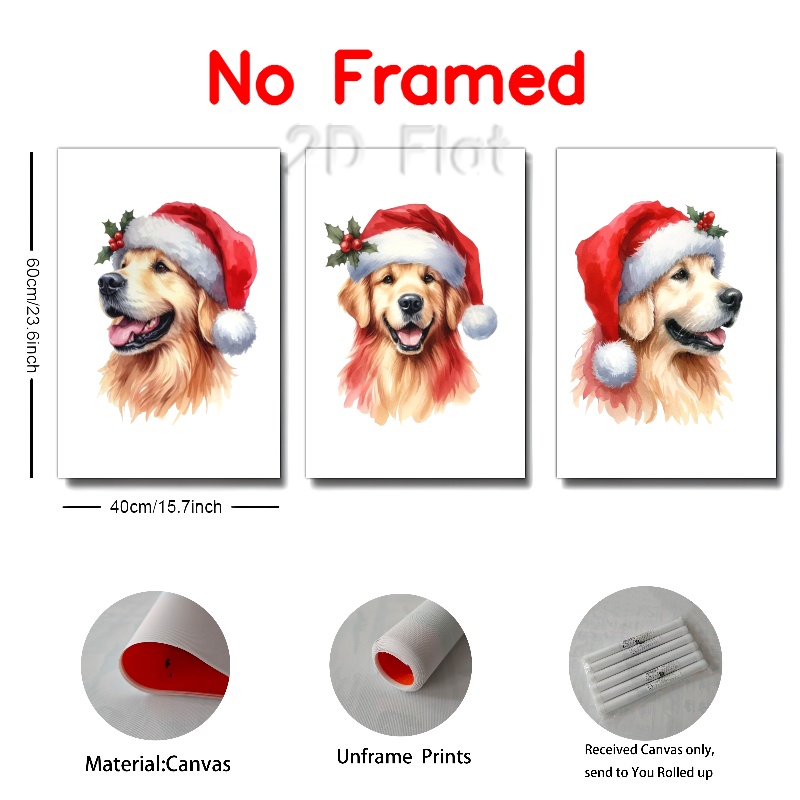 No Framed
2D Flat
60cm/23.6inch
40cm/15.7inch
Material:Canvas
Unframe Prints
Received Canvas only,
send to You Rolled up